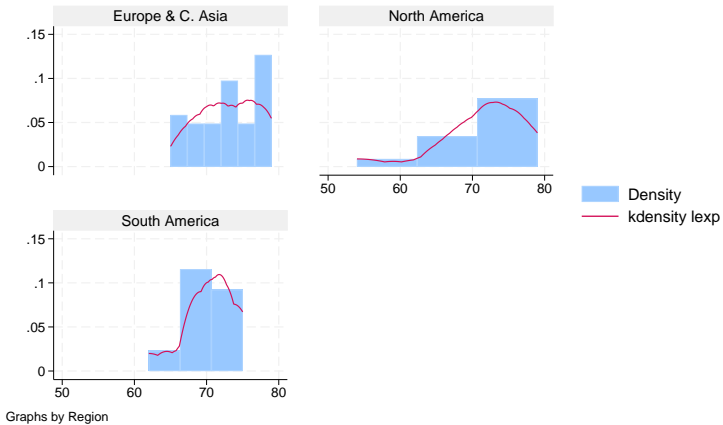 Europe & C. Asia
North America
.15
.1
.05
0
50 60 70 80
Density
kdensity lexp
South America
.15
.1
.05
0
50 60 70 80
Graphs by Region